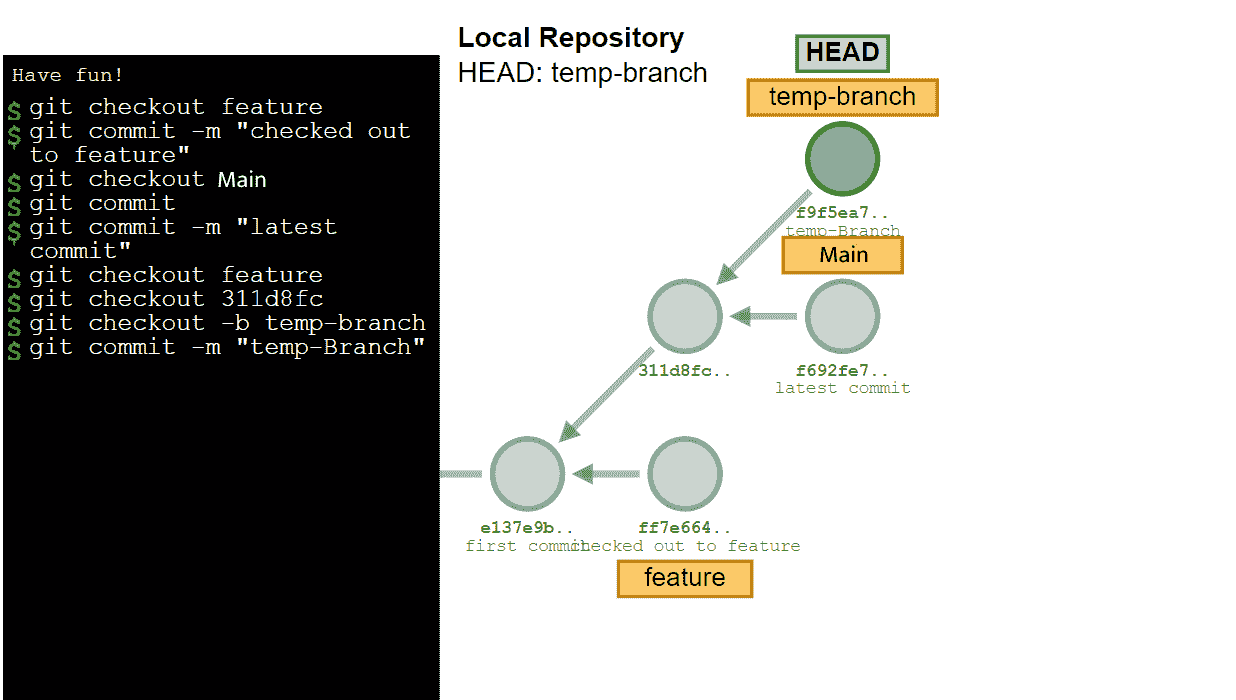 Have fun!
$ git checkout feature
$ git commit -m "checked out
to feature"
$ git checkout Main
$ git commit
$ git commit -m "latest
commit"
$ git checkout feature
$ git checkout 311d8fc
$ git checkout -b temp-branch
$ git commit -m "temp-Branch"
Local Repository
HEAD: temp-branch
HEAD
temp-branch
f9f5ea7..
temp-Branch
Main
311d8fc..
f692fe7..
latest commit
e137e9b..
first commit
ff7e664..
checked out to feature
feature